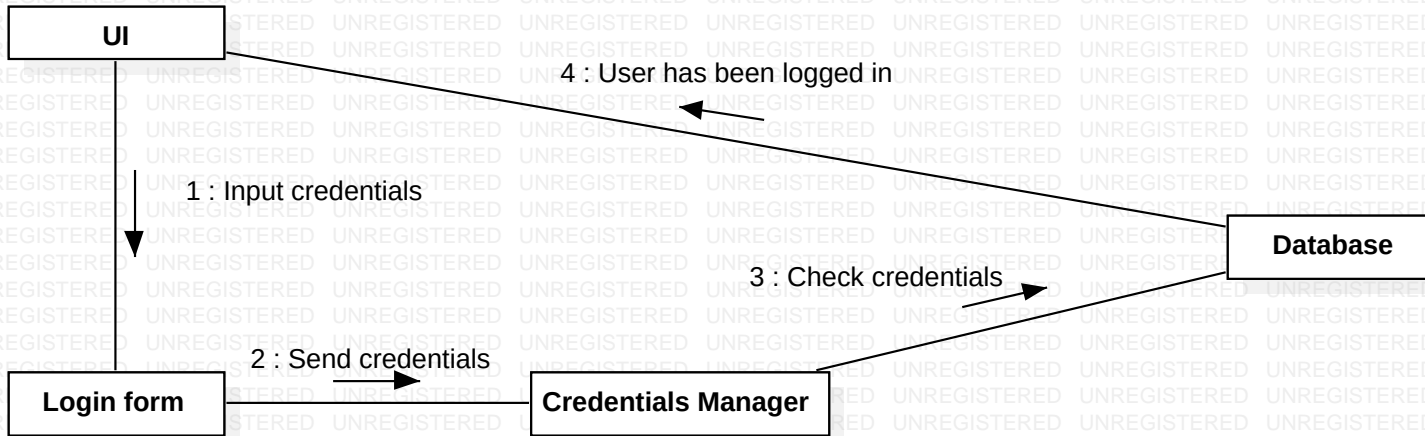 UI
4 : User has been logged in
1 : Input credentials
Database
3 : Check credentials
2 : Send credentials
Login form
Credentials Manager
UNREGISTERED